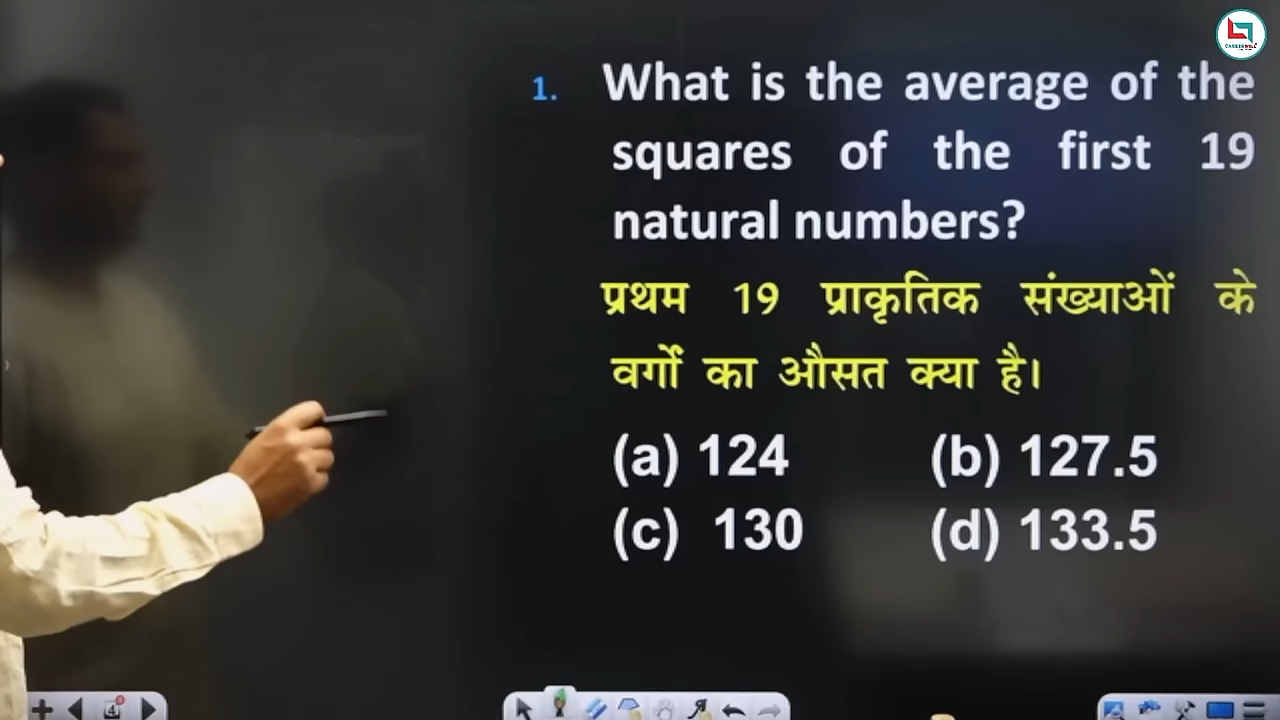 CAREERWILL
1. What is the average of the
squares of the first 19
natural numbers?
प्रथम 19 प्राकृतिक संख्याओं के
वर्गों का औसत क्या है।
(a) 124 (b) 127.5
(c) 130 (d) 133.5